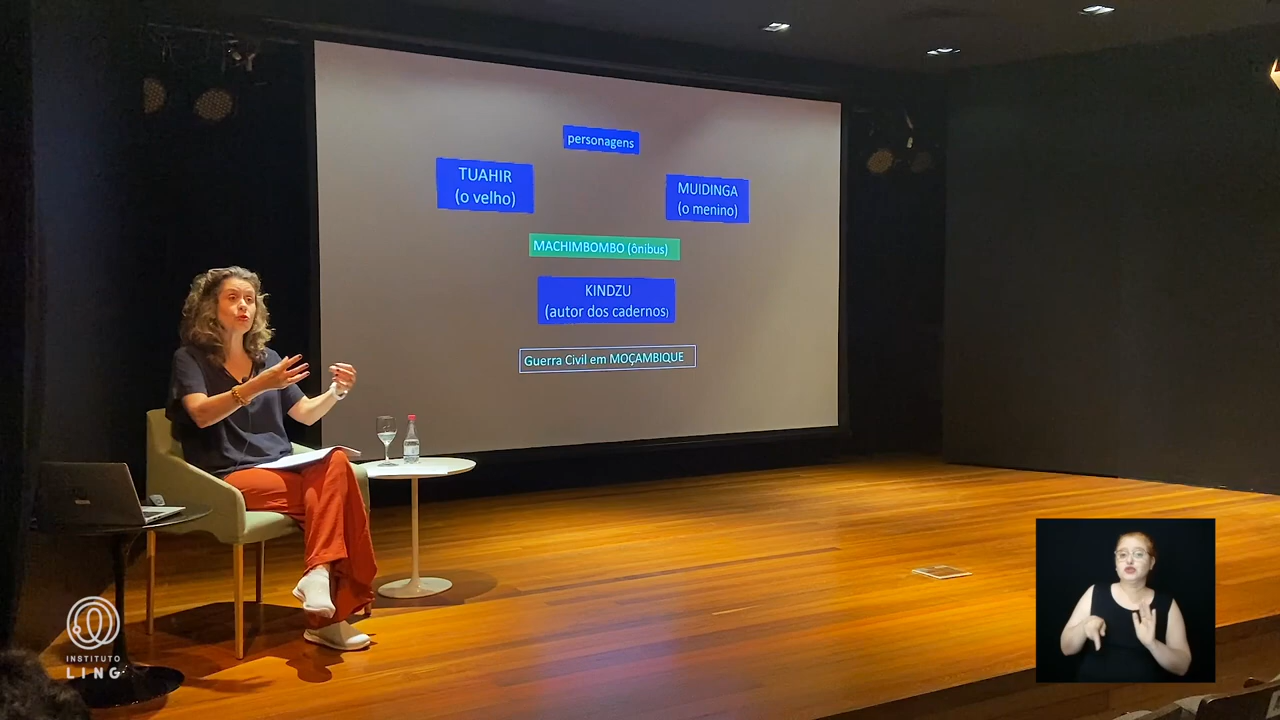 personagens
TUAHIR
(o velho)
MUIDINGA
(o menino)
MACHIMBOMBO (ônibus)
KINDZU
(autor dos cadernos)
Guerra Civil em MOÇAMBIQUE
INSTITUTO
LING